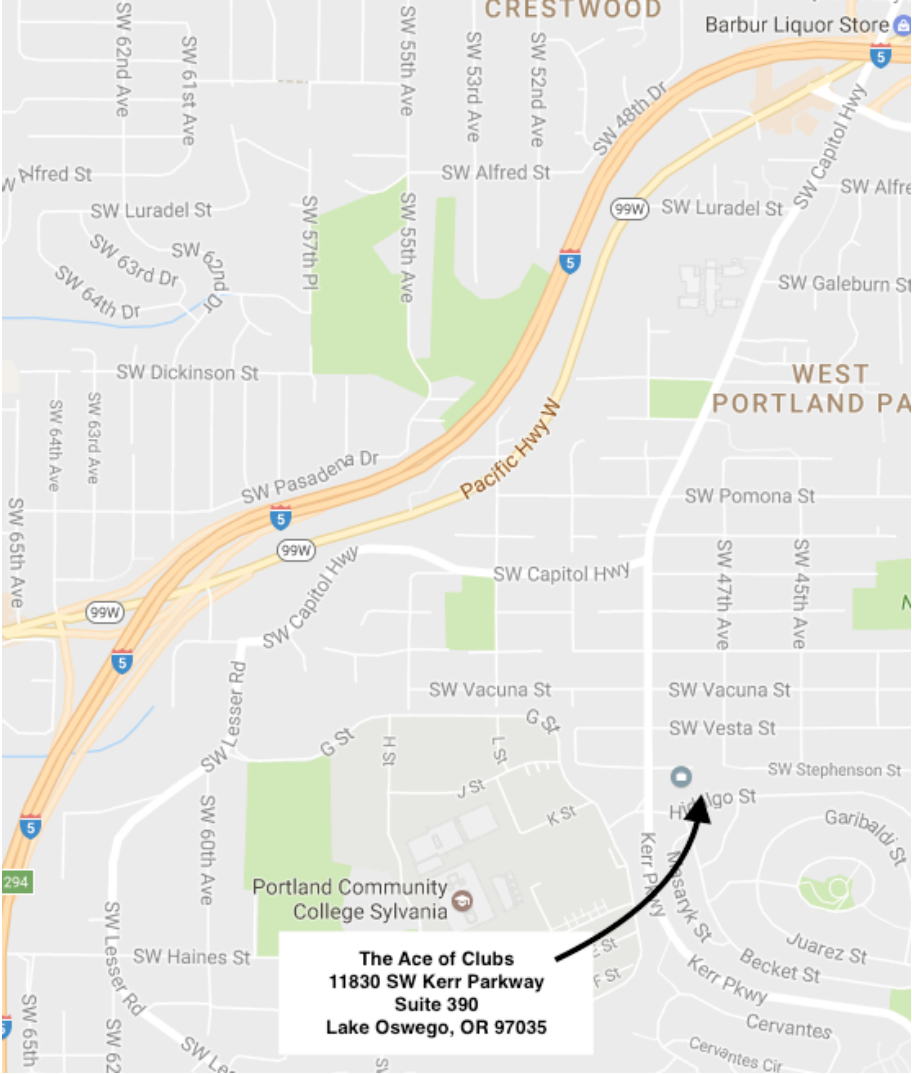 CRESTWOOD
Barbur Liquor Store
5
SW 62nd Ave
SW 61st Ave
SW 55th Ave
SW 53rd Ave
SW 52nd Ave
SW 48th Dr
SW Capitol Hwy
Alfred St
SW Alfred St
SW Alfre
SW Luradel St
99W
SW Luradel St
SW 57th Pl
SW 55th Ave
SW 63rd Dr
SW 62nd Dr
SW 64th Dr
5
SW Galeburn St
SW Dickinson St
WEST
PORTLAND PA
SW 64th Ave
SW 63rd Ave
Pacific Hwy W
SW Pasadena Dr
SW Pomona St
SW 65th Ave
5
99W
SW Capitol Hwy
SW Capitol Hwy
SW 47th Ave
SW 45th Ave
99W
5
SW Lesser Rd
SW Vacuna St
SW Vacuna St
G St
G St
H St
L St
SW Vesta St
J St
K St
SW Stephenson St
Hidalgo St
SW 60th Ave
5
Kerr Pkwy
Masaryk St
Garibaldi St
294
Portland Community
College Sylvania
SW Lesser Rd
SW Haines St
The Ace of Clubs
11830 SW Kerr Parkway
Suite 390
Lake Oswego, OR 97035
E St
F St
Juarez St
Becket St
Kerr Pkwy
Cervantes
Cervantes Cir
SW 65th
SW 62
SW Le